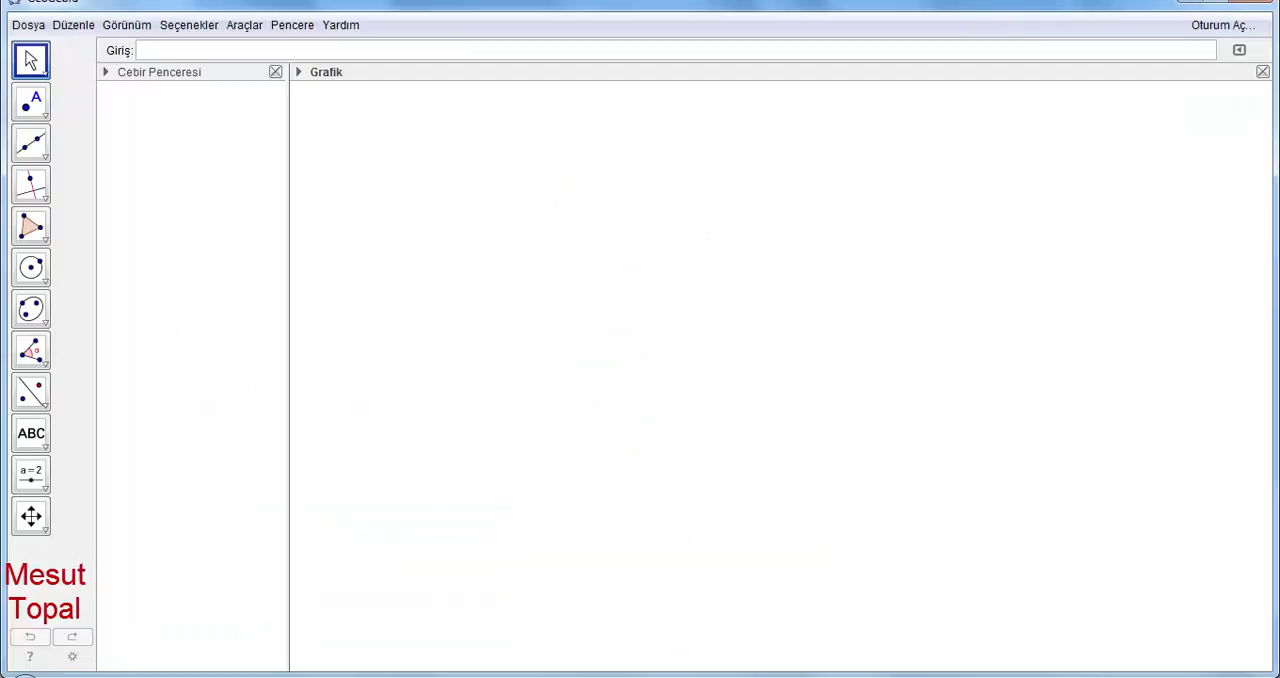 Dosya Düzenle Görünüm Seçenekler Araçlar Pencere Yardım Oturum Aç...
Giriş:
Cebir Penceresi Grafik
A
ABC
a=2
Mesut
Topal
?